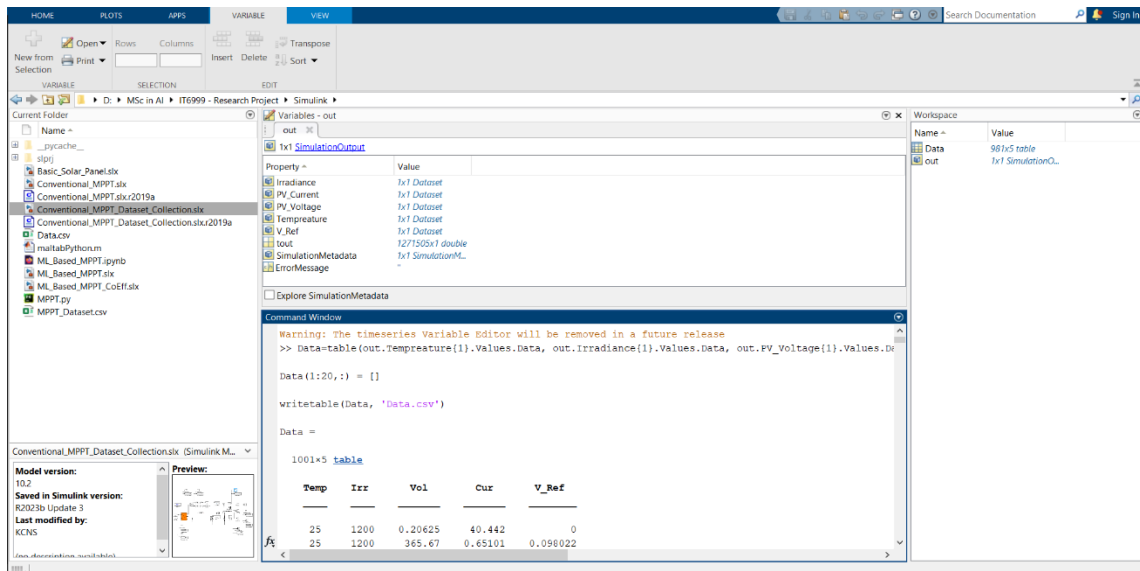 HOME PLOTS APPS VARIABLE VIEW
Search Documentation Sign In
New from Selection
Open
Print
Rows Columns
Insert Delete
Transpose
Sort
VARIABLE SELECTION EDIT
D: MSc in AI IT6999 - Research Project Simulink
Current Folder
Name
__pycache__
slprj
Basic_Solar_Panel.slx
Conventional_MPPT.slx
Conventional_MPPT.slx.r2019a
Conventional_MPPT_Dataset_Collection.slx
Conventional_MPPT_Dataset_Collection.slx.r2019a
Data.csv
maltabPython.m
ML_Based_MPPT.ipynb
ML_Based_MPPT.slx
ML_Based_MPPT_CoEff.slx
MPPT.py
MPPT_Dataset.csv
Conventional_MPPT_Dataset_Collection.slx (Simulink M...
Model version:
10.2
Saved in Simulink version:
R2023b Update 3
Last modified by:
KCNS
(no description available)
Preview:
Variables - out
out
1x1 SimulationOutput
Property Value
Irradiance 1x1 Dataset
PV_Current 1x1 Dataset
PV_Voltage 1x1 Dataset
Tempreature 1x1 Dataset
V_Ref 1x1 Dataset
tout 1271505x1 double
SimulationMetadata 1x1 SimulationM...
ErrorMessage ''
Explore SimulationMetadata
Command Window
Warning: The timeseries Variable Editor will be removed in a future release
>> Data=table(out.Tempreature{1}.Values.Data, out.Irradiance{1}.Values.Data, out.PV_Voltage{1}.Values.Da
Data(1:20,:) = []
writetable(Data, 'Data.csv')
Data =
1001×5 table
Temp Irr Vol Cur V_Ref
25 1200 0.20625 40.442 0
25 1200 365.67 0.65101 0.098022
fx
Workspace
Name Value
Data 981x5 table
out 1x1 SimulationO...